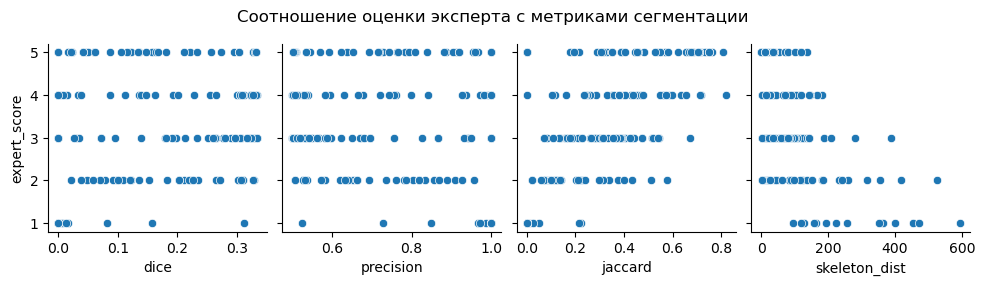 Соотношение оценки эксперта с метриками сегментации
expert_score
5
4
3
2
1
0.0 0.1 0.2 0.3
dice
0.6 0.8 1.0
precision
0.0 0.2 0.4 0.6 0.8
jaccard
0 200 400 600
skeleton_dist